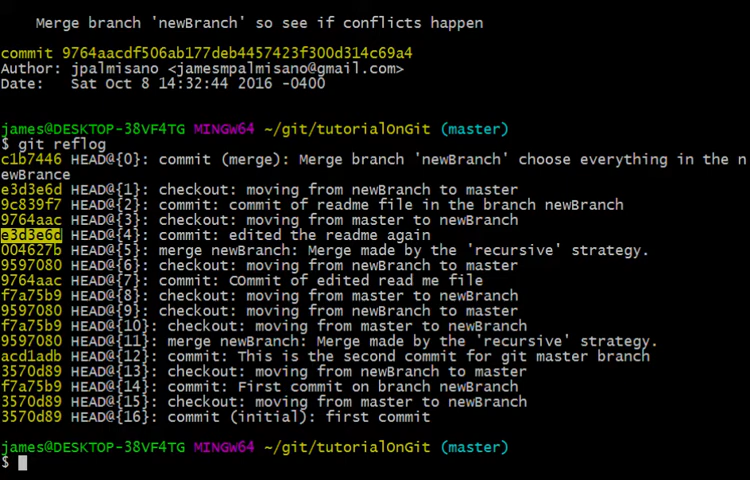 Merge branch 'newBranch' so see if conflicts happen
commit 9764aacdf506ab177deb4457423f300d314c69a4
Author: jpalmisano <jamesmpalmisano@gmail.com>
Date:   Sat Oct 8 14:32:44 2016 -0400
james@DESKTOP-38VF4TG MINGW64 ~/git/tutorialOnGit (master)
$ git reflog
c1b7446 HEAD@{0}: commit (merge): Merge branch 'newBranch' choose everything in the n
ewBrance
e3d3e6d HEAD@{1}: checkout: moving from newBranch to master
9c839f7 HEAD@{2}: commit: commit of readme file in the branch newBranch
9764aac HEAD@{3}: checkout: moving from master to newBranch
e3d3e6d HEAD@{4}: commit: edited the readme again
004627b HEAD@{5}: merge newBranch: Merge made by the 'recursive' strategy.
9597080 HEAD@{6}: checkout: moving from newBranch to master
9764aac HEAD@{7}: commit: Commit of edited read me file
f7a75b9 HEAD@{8}: checkout: moving from master to newBranch
9597080 HEAD@{9}: checkout: moving from newBranch to master
f7a75b9 HEAD@{10}: checkout: moving from master to newBranch
9597080 HEAD@{11}: merge newBranch: Merge made by the 'recursive' strategy.
acd1adb HEAD@{12}: commit: This is the second commit for git master branch
3570d89 HEAD@{13}: checkout: moving from newBranch to master
f7a75b9 HEAD@{14}: commit: First commit on branch newBranch
3570d89 HEAD@{15}: checkout: moving from master to newBranch
3570d89 HEAD@{16}: commit (initial): first commit
james@DESKTOP-38VF4TG MINGW64 ~/git/tutorialOnGit (master)
$